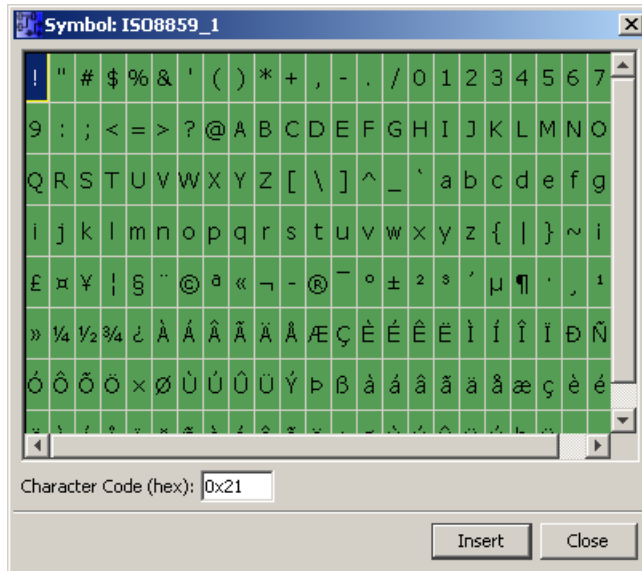 Symbol: ISO8859_1
! " # $ % & ' ( ) * + , - . / 0 1 2 3 4 5 6 7
9 : ; < = > ? @ A B C D E F G H I J K L M N O
Q R S T U V W X Y Z [ \ ] ^ _ ` a b c d e f g
i j k l m n o p q r s t u v w x y z { | } ~ ¡
£ ¤ ¥ ¦ § ¨ © ª « ¬ - ® ¯ ° ± ² ³ ´ µ ¶ · ¸ ¹
» ¼ ½ ¾ ¿ À Á Â Ã Ä Å Æ Ç È É Ê Ë Ì Í Î Ï Ð Ñ
Ó Ô Õ Ö × Ø Ù Ú Û Ü Ý Þ ß à á â ã ä å æ ç è é
Character Code (hex): 0x21
Insert Close